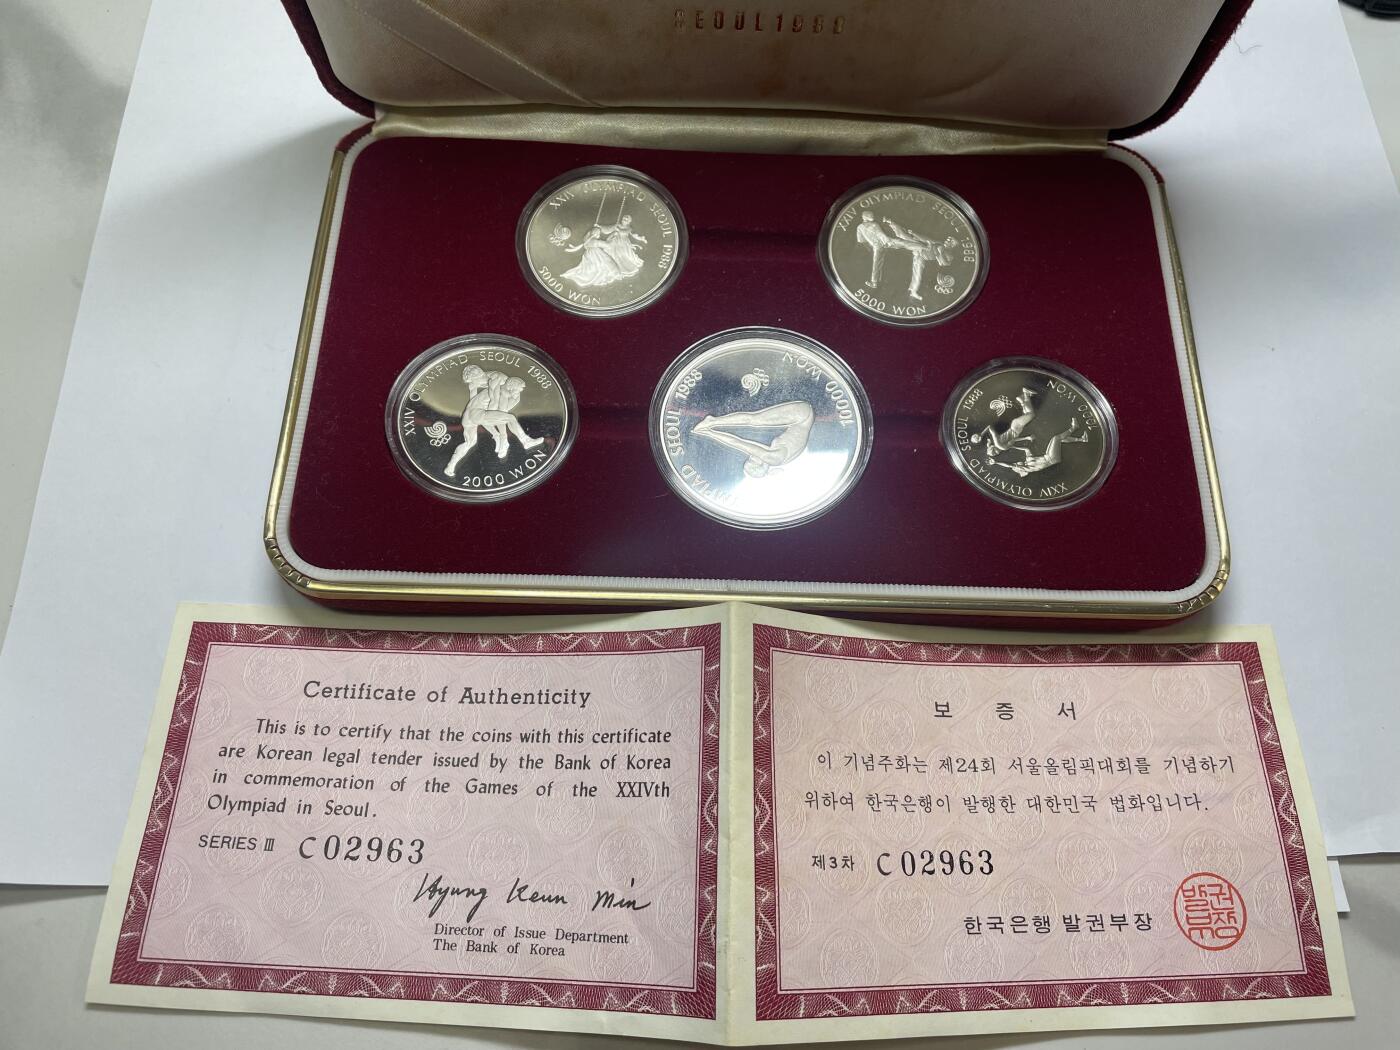 SEOUL1988
XXIV OLYMPIAD SEOUL 1988
5000 WON
XXIV OLYMPIAD SEOUL 1988
5000 WON
XXIV OLYMPIAD SEOUL 1988
2000 WON
SEOUL 1988
10000 WON
XXIV OLYMPIAD SEOUL 1988
1000 WON
Certificate of Authenticity
This is to certify that the coins with this certificate
are Korean legal tender issued by the Bank of Korea
in commemoration of the Games of the XXIVth
Olympiad in Seoul.
SERIES Ⅲ C 02963
Hyung Keun Min
Director of Issue Department
The Bank of Korea
보 증 서
이 기념주화는 제24회 서울올림픽대회를 기념하기
위하여 한국은행이 발행한 대한민국 법화입니다.
제3차 C 02963
한국은행 발권부장